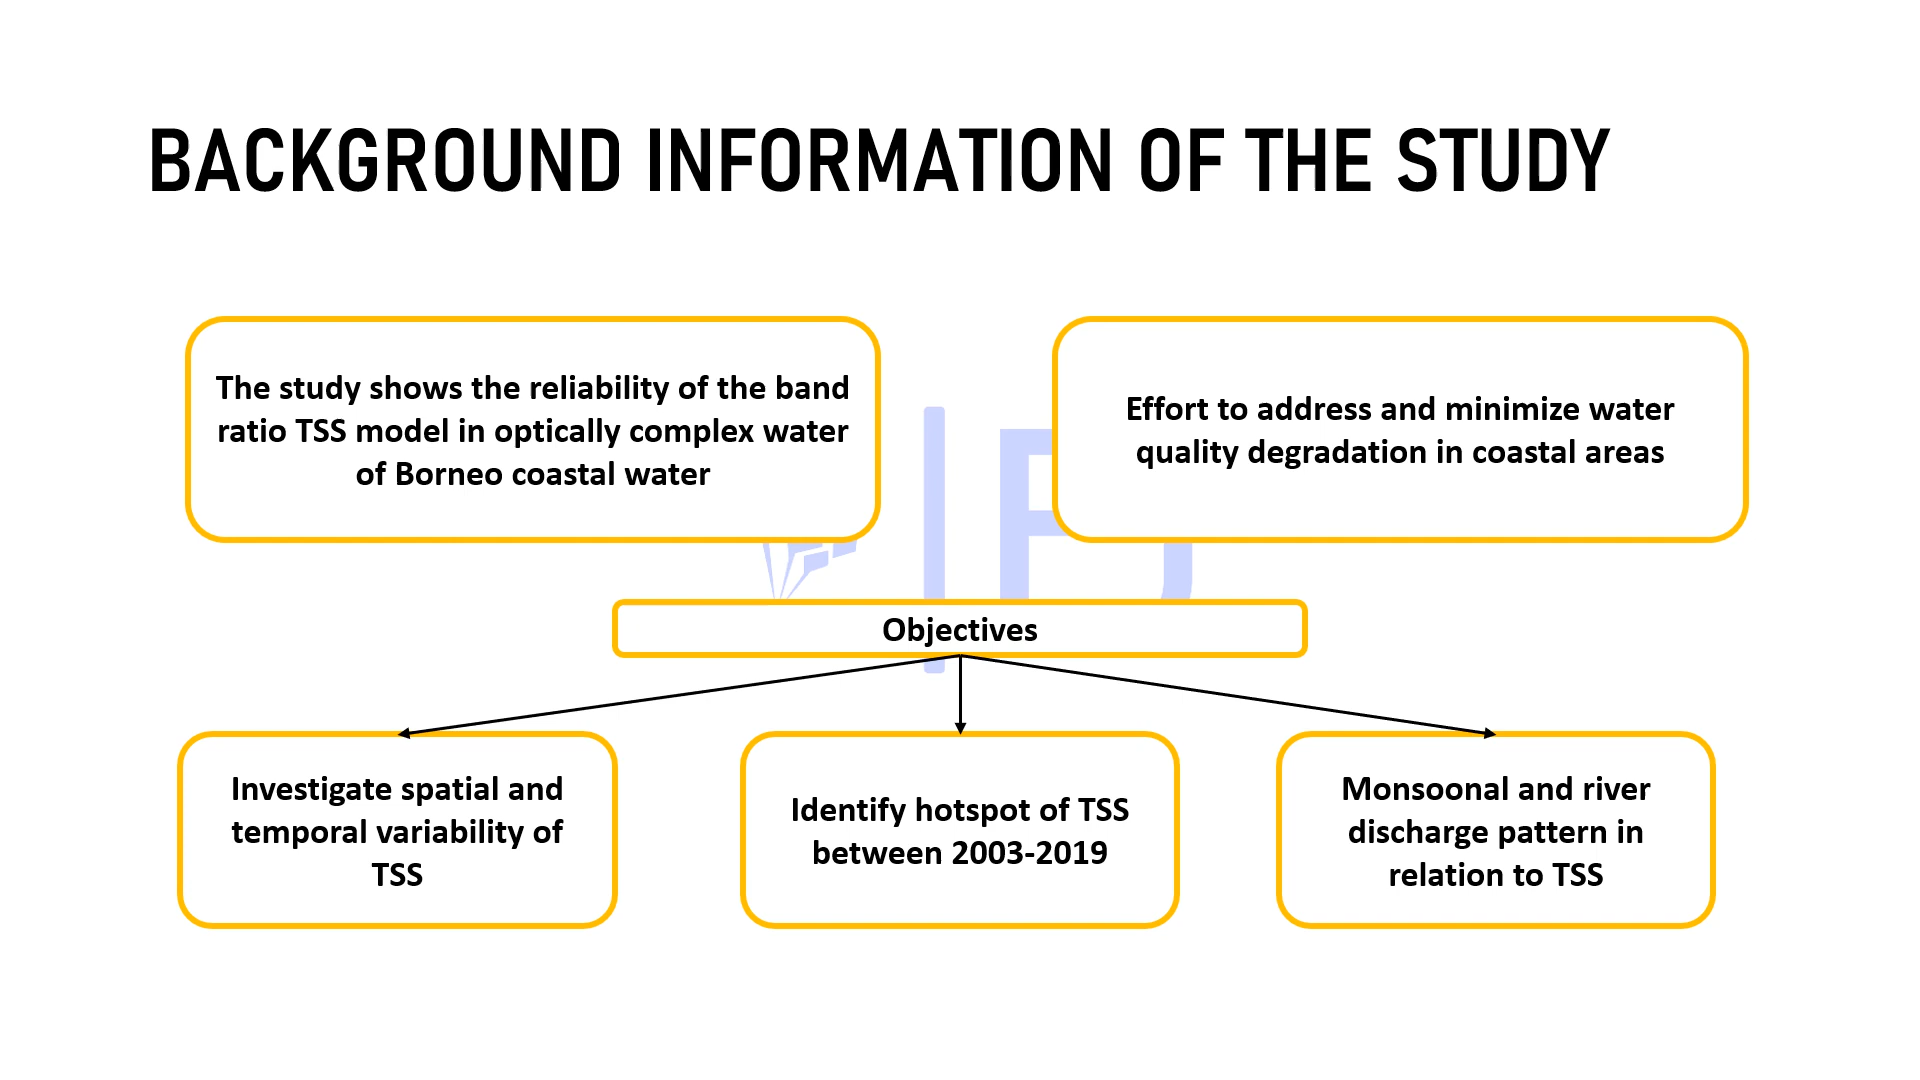 BACKGROUND INFORMATION OF THE STUDY
The study shows the reliability of the band
ratio TSS model in optically complex water
of Borneo coastal water
Effort to address and minimize water
quality degradation in coastal areas
Objectives
Investigate spatial and
temporal variability of
TSS
Identify hotspot of TSS
between 2003-2019
Monsoonal and river
discharge pattern in
relation to TSS